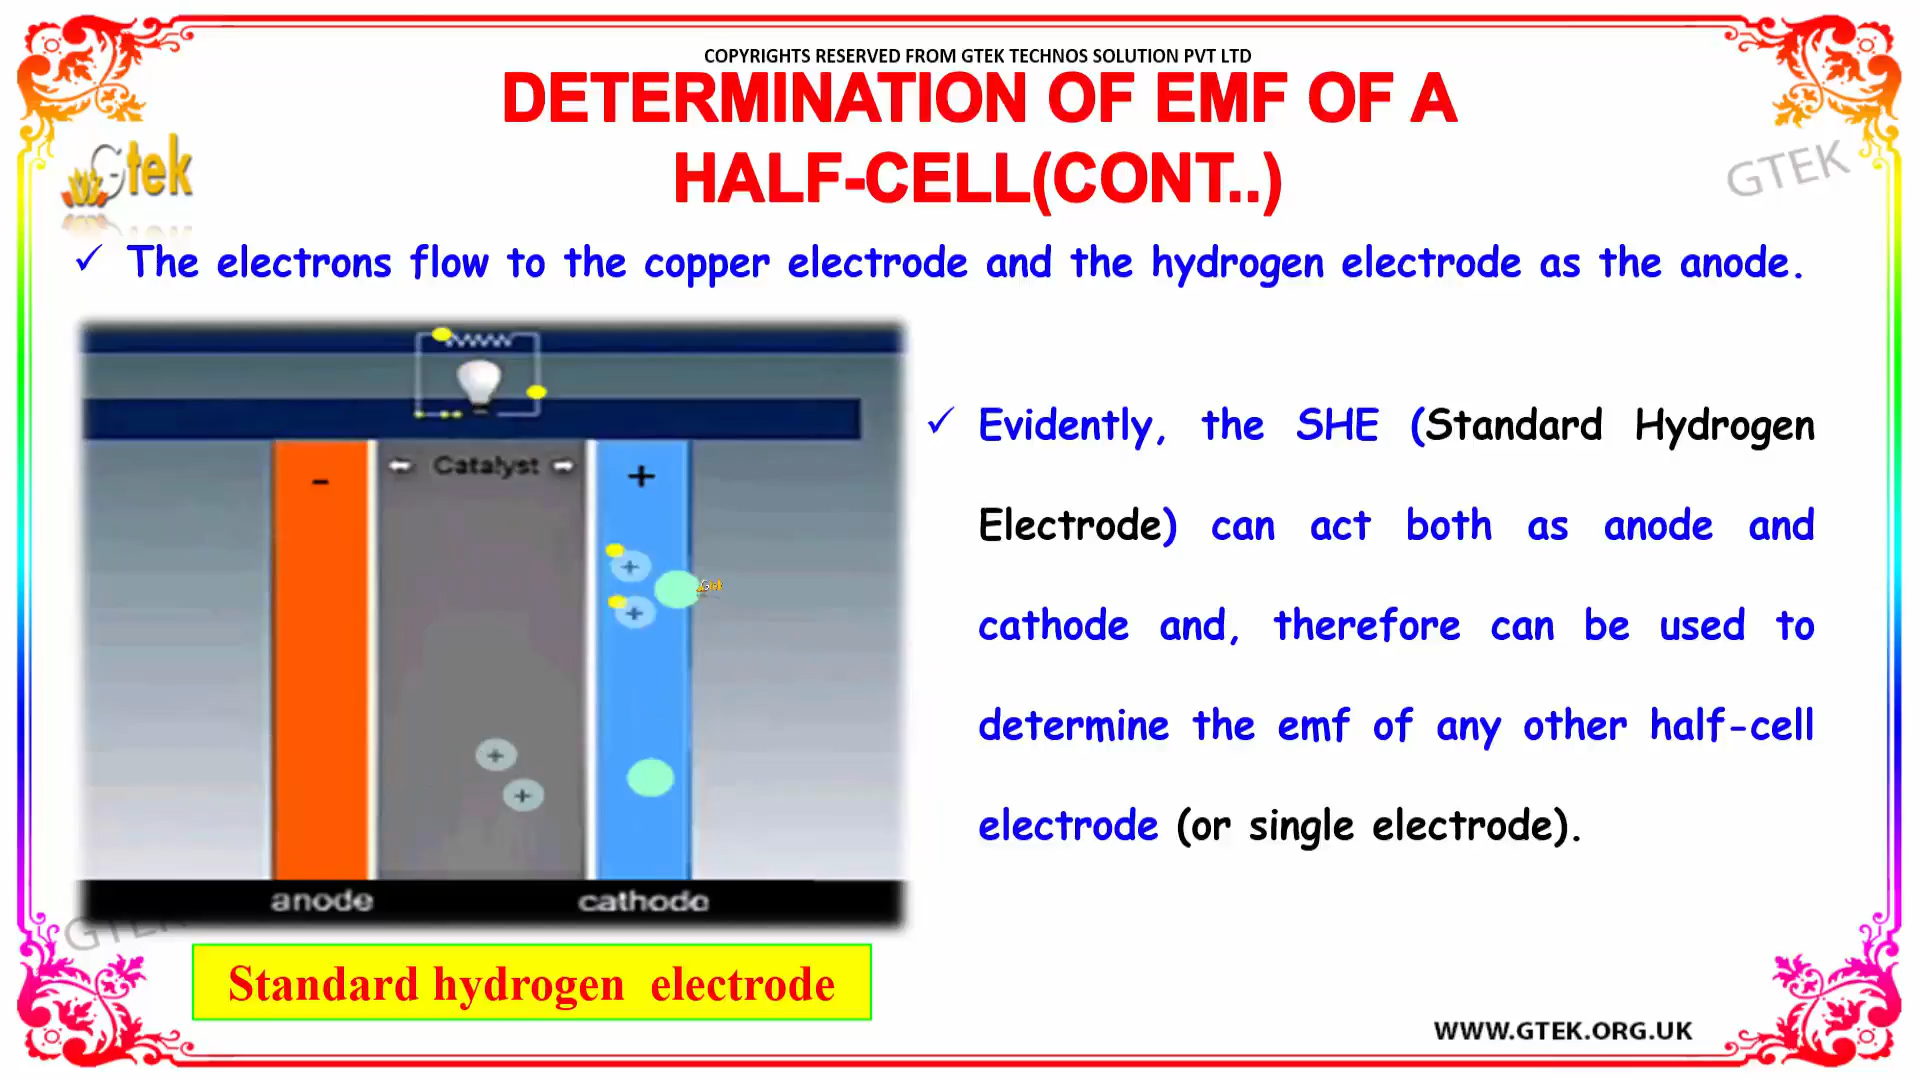 COPYRIGHTS RESERVED FROM GTEK TECHNOS SOLUTION PVT LTD
DETERMINATION OF EMF OF A
HALF-CELL(CONT..)
Gtek
GTEK
✓ The electrons flow to the copper electrode and the hydrogen electrode as the anode.
- Catalyst +
+
+
Gtek
+
+
anode cathode
✓ Evidently, the SHE (Standard Hydrogen
Electrode) can act both as anode and
cathode and, therefore can be used to
determine the emf of any other half-cell
electrode (or single electrode).
GTEK
Standard hydrogen electrode
WWW.GTEK.ORG.UK